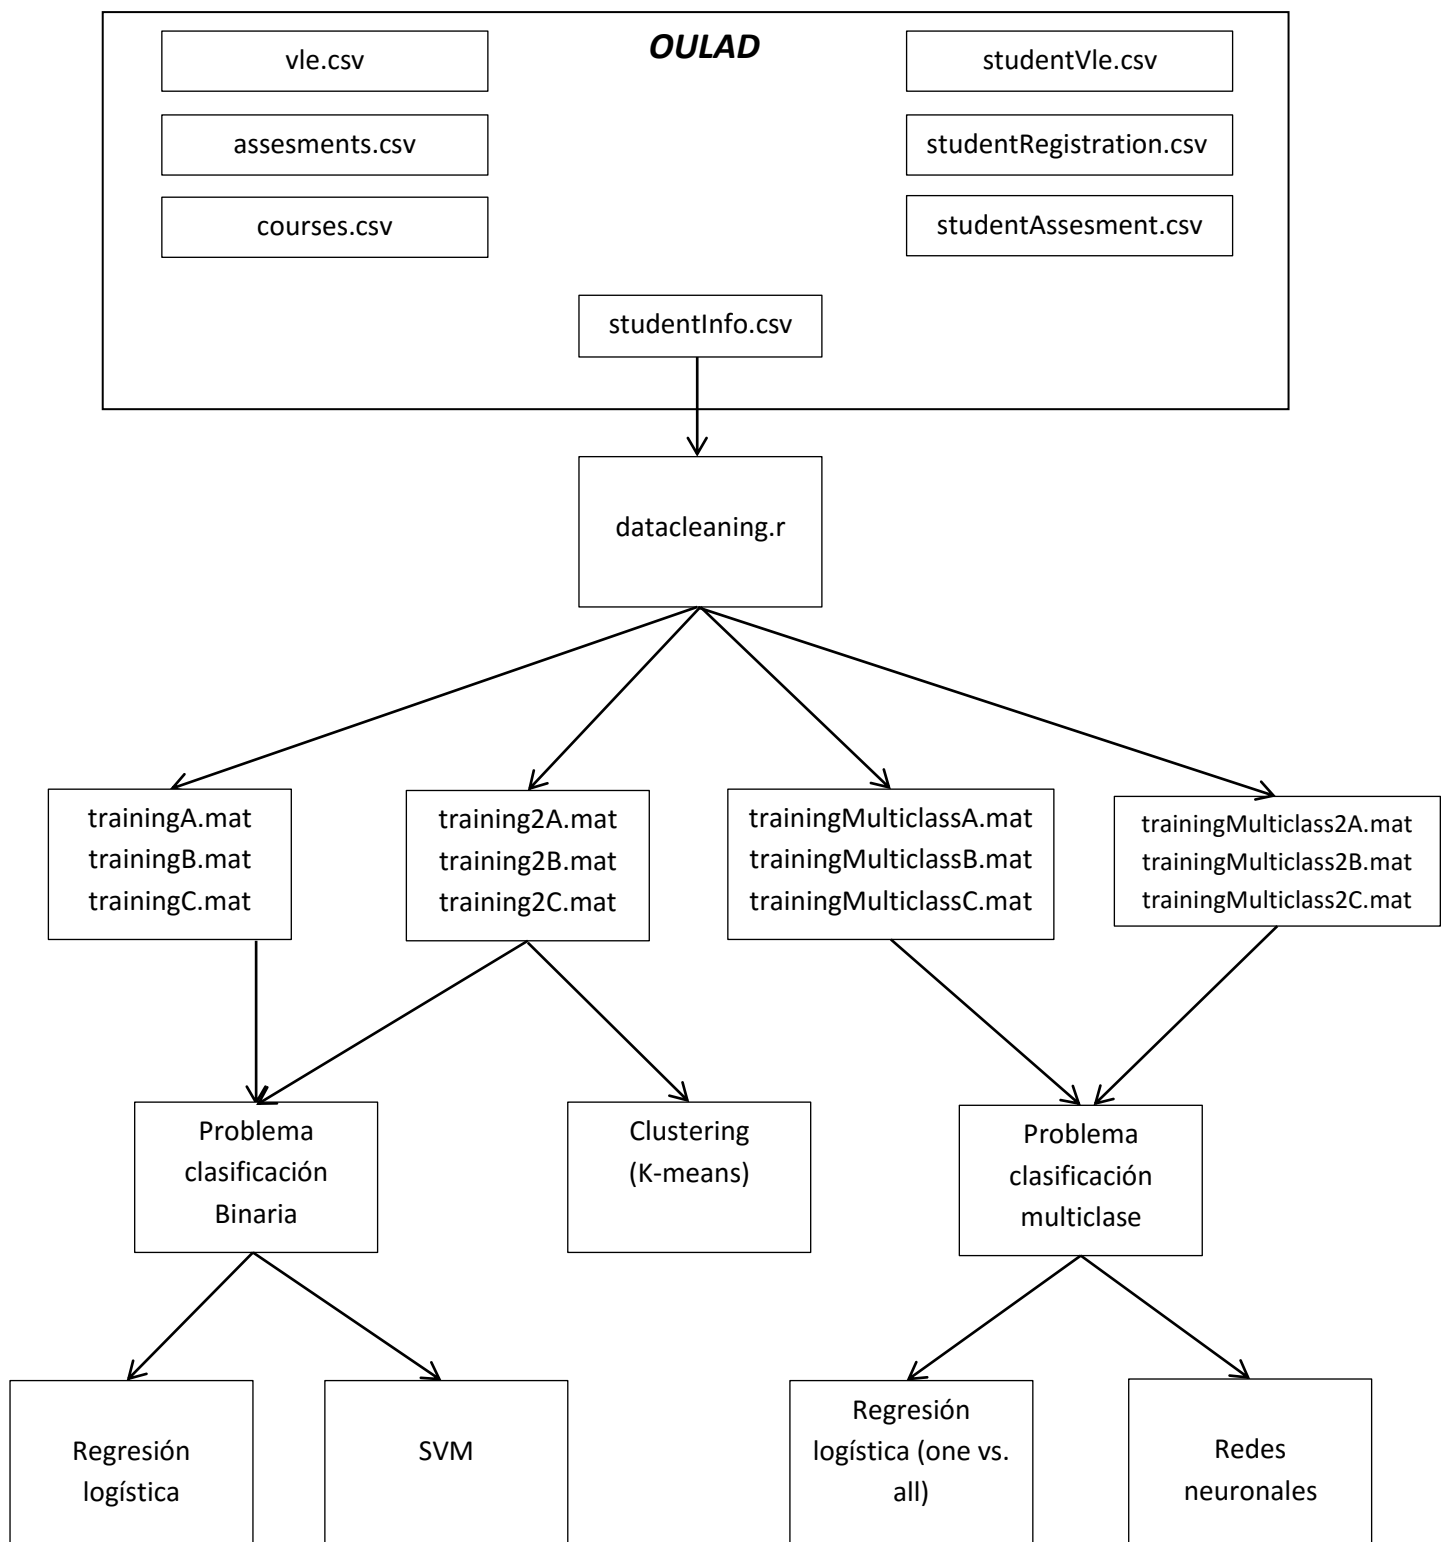 OULAD
vle.csv
studentVle.csv
assesments.csv
studentRegistration.csv
courses.csv
studentAssesment.csv
studentInfo.csv
datacleaning.r
trainingA.mat
trainingB.mat
trainingC.mat
training2A.mat
training2B.mat
training2C.mat
trainingMulticlassA.mat
trainingMulticlassB.mat
trainingMulticlassC.mat
trainingMulticlass2A.mat
trainingMulticlass2B.mat
trainingMulticlass2C.mat
Problema
clasificación
Binaria
Clustering
(K-means)
Problema
clasificación
multiclase
Regresión
logística
SVM
Regresión
logística (one vs.
all)
Redes
neuronales